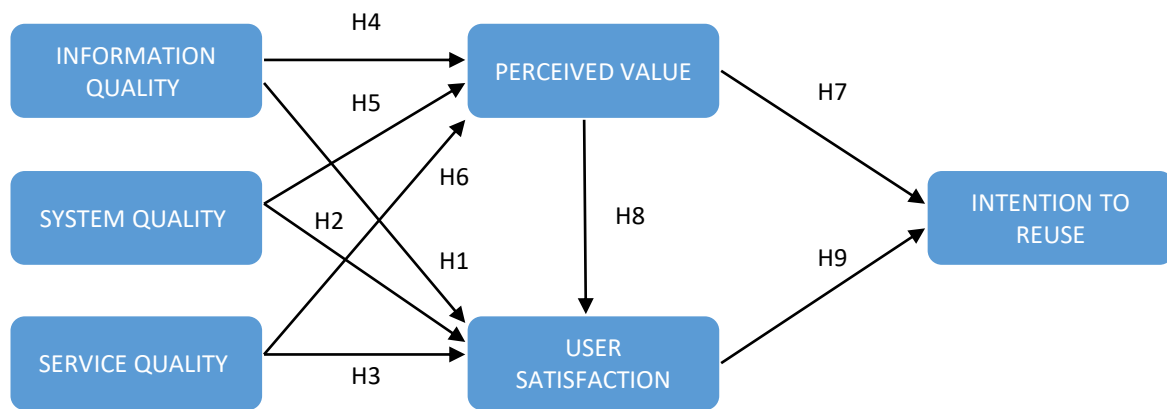 H4
INFORMATION
QUALITY
PERCEIVED VALUE
H5
H7
H6
SYSTEM QUALITY
H2
H8
INTENTION TO
REUSE
H1
H9
SERVICE QUALITY
USER
SATISFACTION
H3